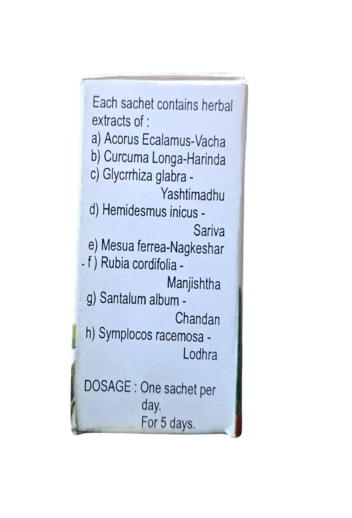 Each sachet contains herbal
extracts of :
a) Acorus Ecalamus-Vacha
b) Curcuma Longa-Harinda
c) Glycrrhiza glabra -
Yashtimadhu
d) Hemidesmus inicus -
Sariva
e) Mesua ferrea-Nagkeshar
f) Rubia cordifolia -
Manjishtha
g) Santalum album -
Chandan
h) Symplocos racemosa -
Lodhra
DOSAGE : One sachet per
day.
For 5 days.